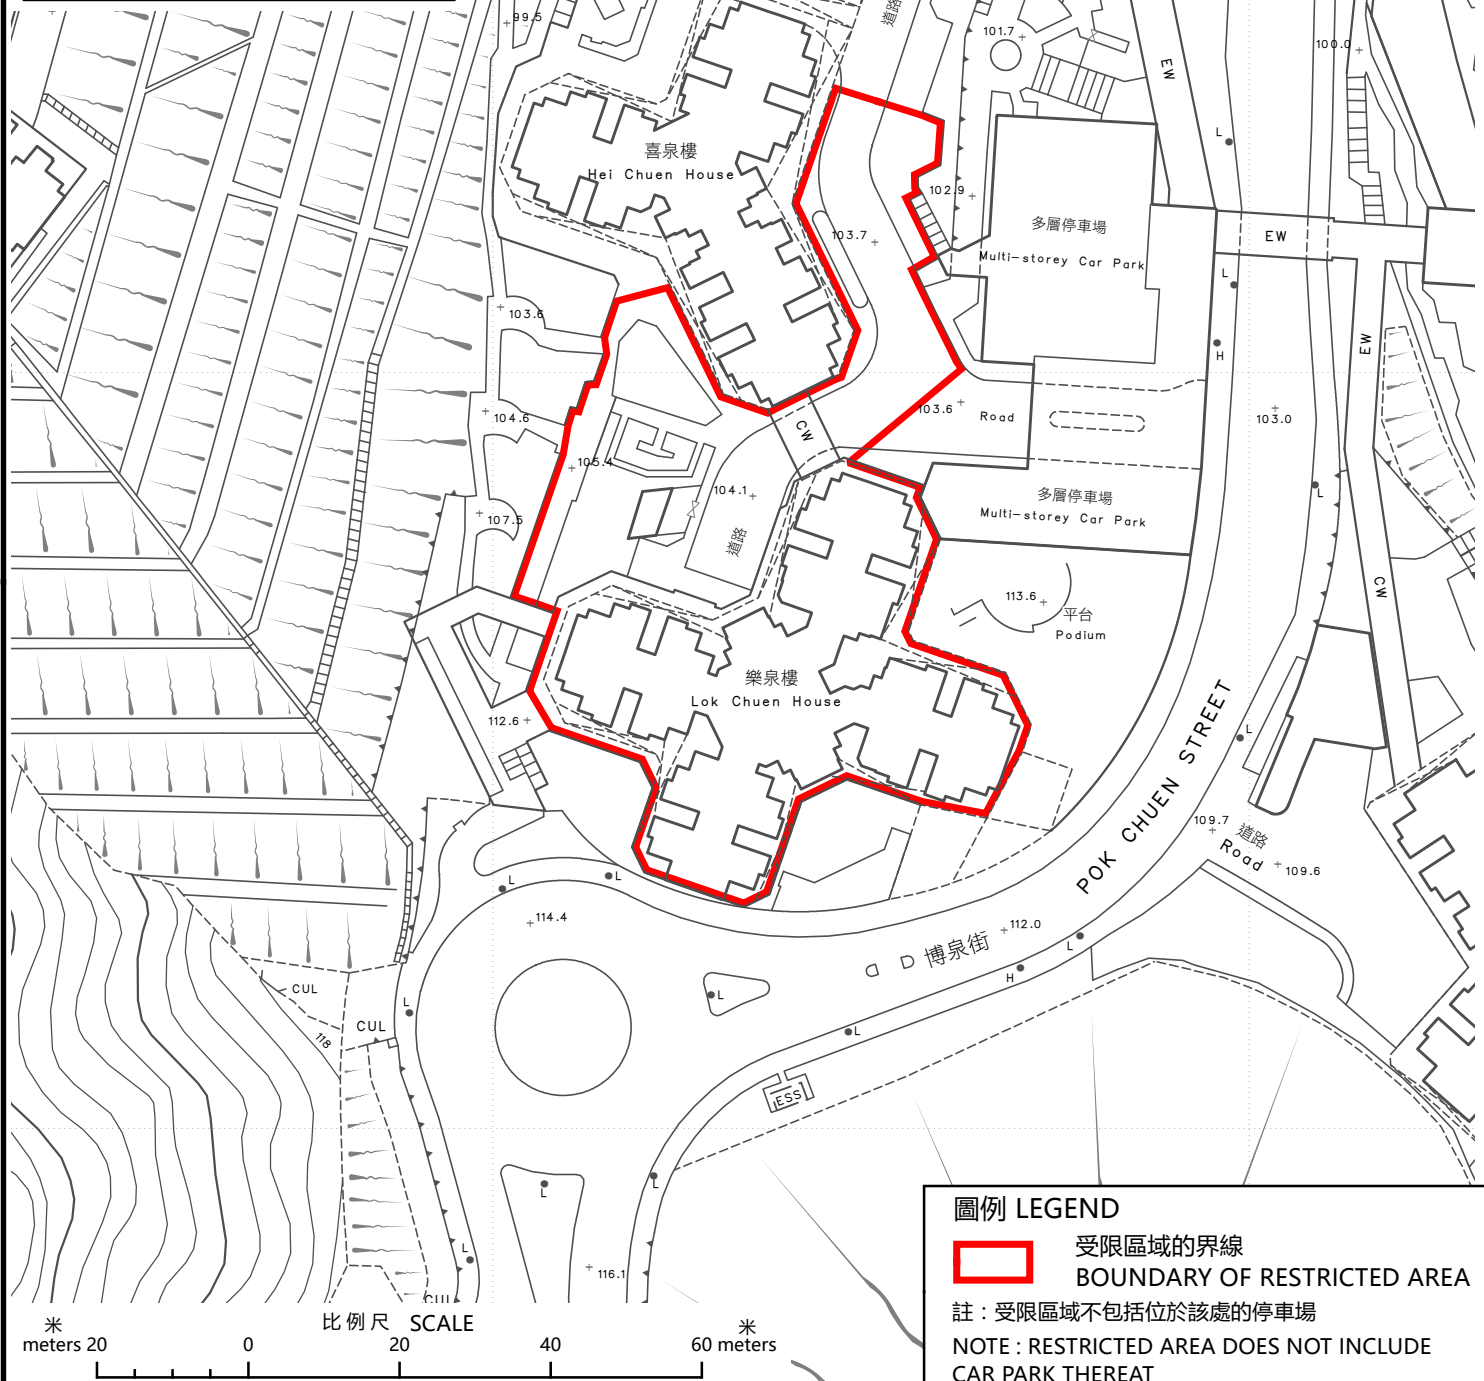 99.5
道路
101.7
100.0
EW
L
喜泉樓
Hei Chuen House
102.9
103.7
多層停車場
Multi-storey Car Park
EW
L
103.6
H
EW
104.6
CW
103.6
Road
103.0
105.4
104.1
L
107.5
道路
多層停車場
Multi-storey Car Park
CW
113.6
平台
Podium
樂泉樓
Lok Chuen House
112.6
POK CHUEN STREET
L
109.7
道路
Road
109.6
L
L
114.4
112.0
博泉街
L
H
CUL
L
L
118
CUL
L
ESS
L
L
L
116.1
CUL
圖例 LEGEND
受限區域的界線
BOUNDARY OF RESTRICTED AREA
註：受限區域不包括位於該處的停車場
NOTE : RESTRICTED AREA DOES NOT INCLUDE
CAR PARK THEREAT
比例尺 SCALE
米
meters 20 0 20 40 60 meters
米